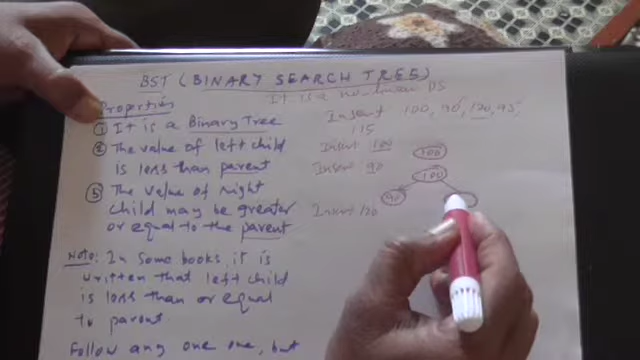 BST (BINARY SEARCH TREE)
It is a nonlinear DS
Properties
① It is a Binary Tree
② The value of left child
is less than parent
③ The value of right
child may be greater
or equal to the parent
Note: In some books, it is
written that left child
is less than or equal
to parent
Follow any one one, but
Insert 100, 90, 120, 95,
115
Insert 100
100
Insert 90
100
90
Insert 120